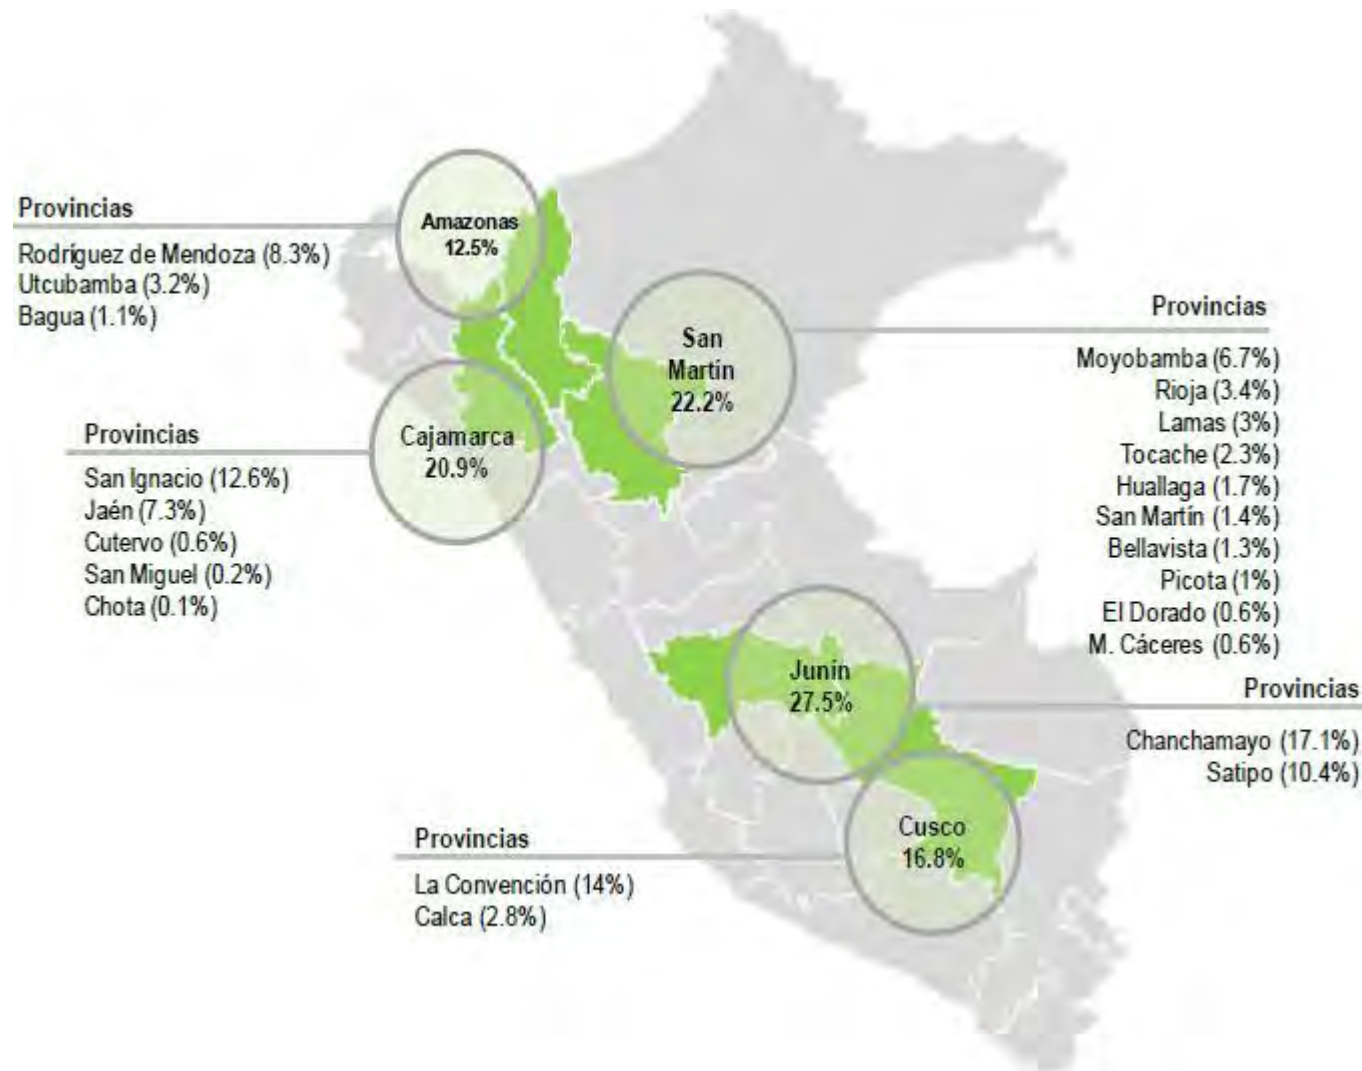 Provincias
Rodríguez de Mendoza (8.3%)
Utcubamba (3.2%)
Bagua (1.1%)
Amazonas
12.5%
San
Martín
22.2%
Provincias
Moyobamba (6.7%)
Rioja (3.4%)
Lamas (3%)
Tocache (2.3%)
Huallaga (1.7%)
San Martín (1.4%)
Bellavista (1.3%)
Picota (1%)
El Dorado (0.6%)
M. Cáceres (0.6%)
Provincias
San Ignacio (12.6%)
Jaén (7.3%)
Cutervo (0.6%)
San Miguel (0.2%)
Chota (0.1%)
Cajamarca
20.9%
Junín
27.5%
Provincias
Chanchamayo (17.1%)
Satipo (10.4%)
Provincias
La Convención (14%)
Calca (2.8%)
Cusco
16.8%